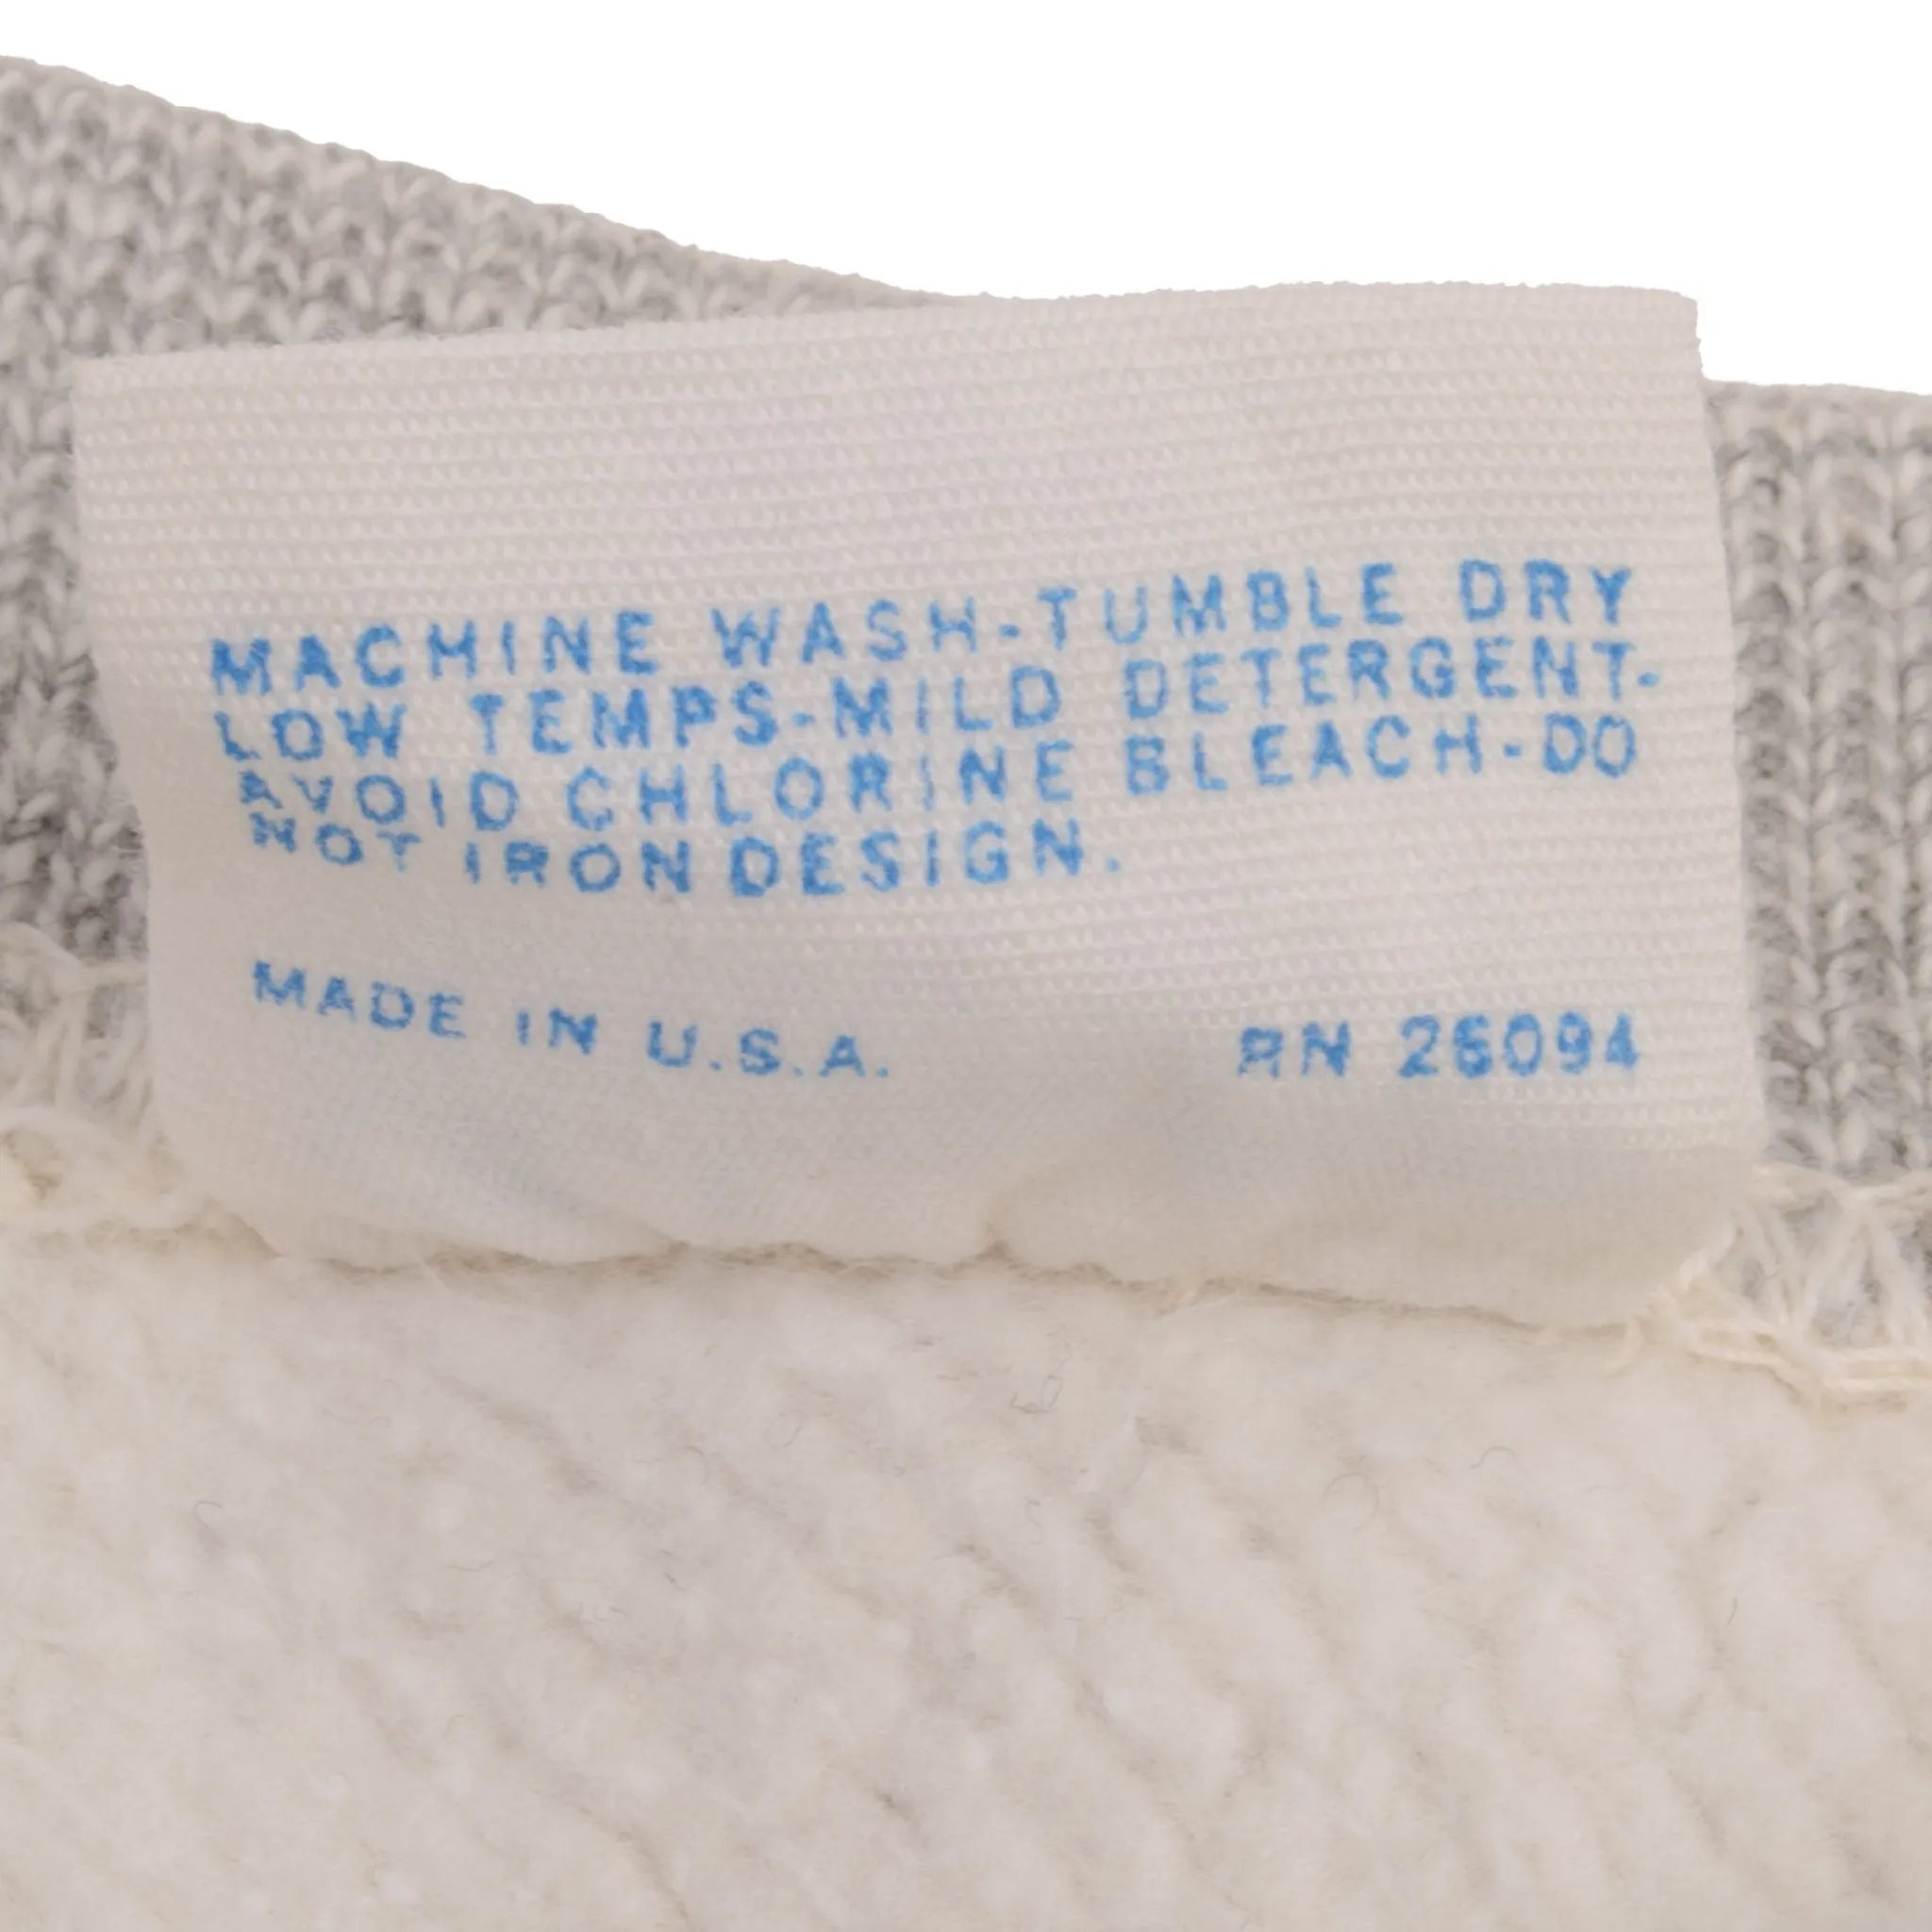 MACHINE WASH-TUMBLE DRY
LOW TEMPS-MILD DETERGENT-
AVOID CHLORINE BLEACH-DO
NOT IRON DESIGN.
MADE IN U.S.A. RN 26094